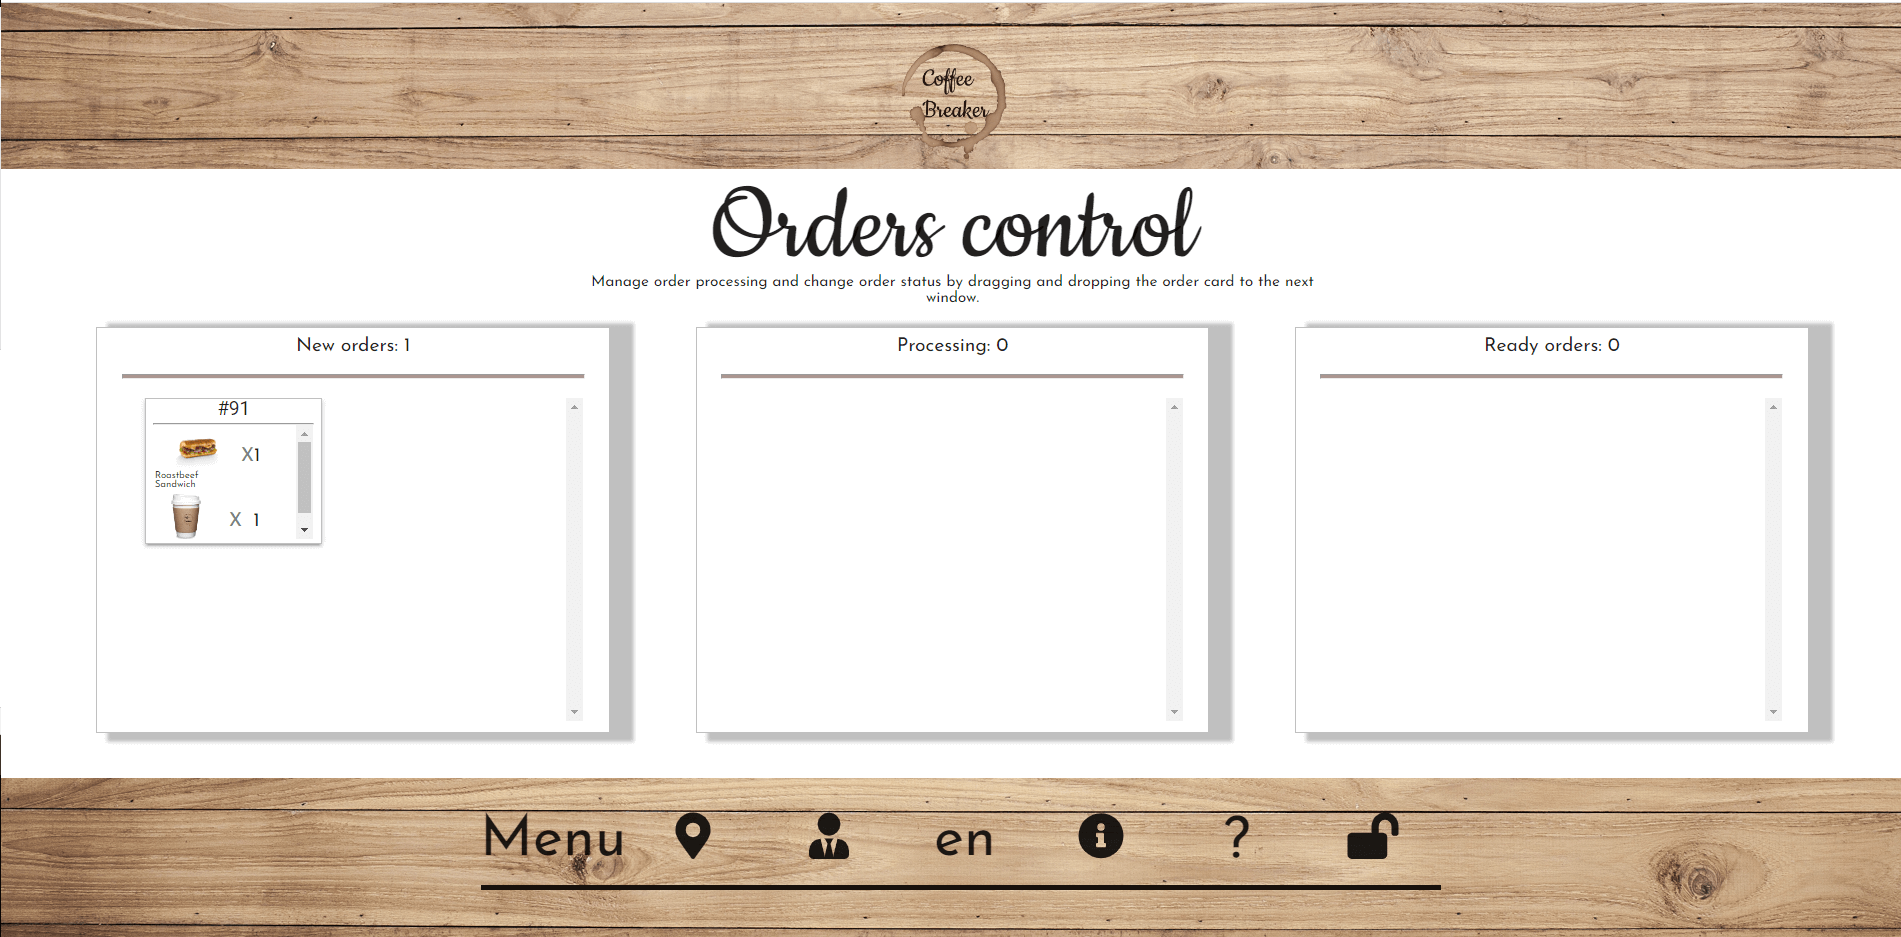 Coffee
Breaker
Orders control
Manage order processing and change order status by dragging and dropping the order card to the next
window.
New orders: 1
Processing: 0
Ready orders: 0
#91
X1
Roastbeef
Sandwich
X 1
Menu
en
?